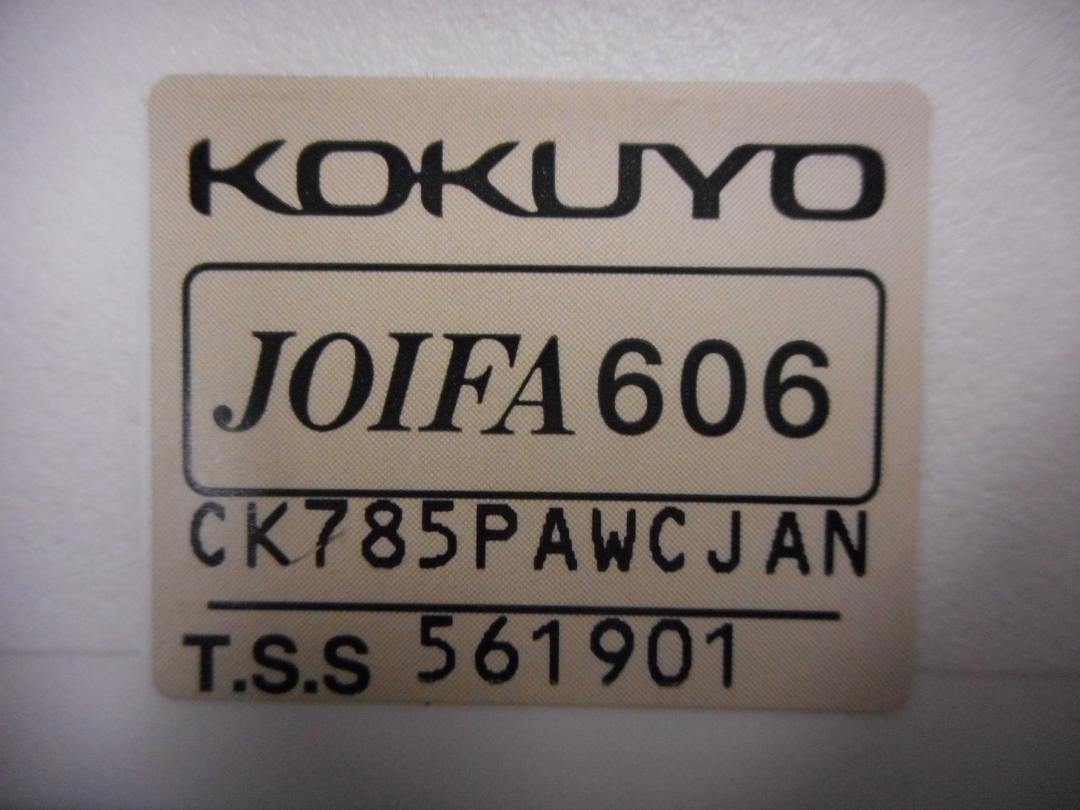 KOKUYO
JOIFA 606
CK785PAWCJAN
T.S.S 561901